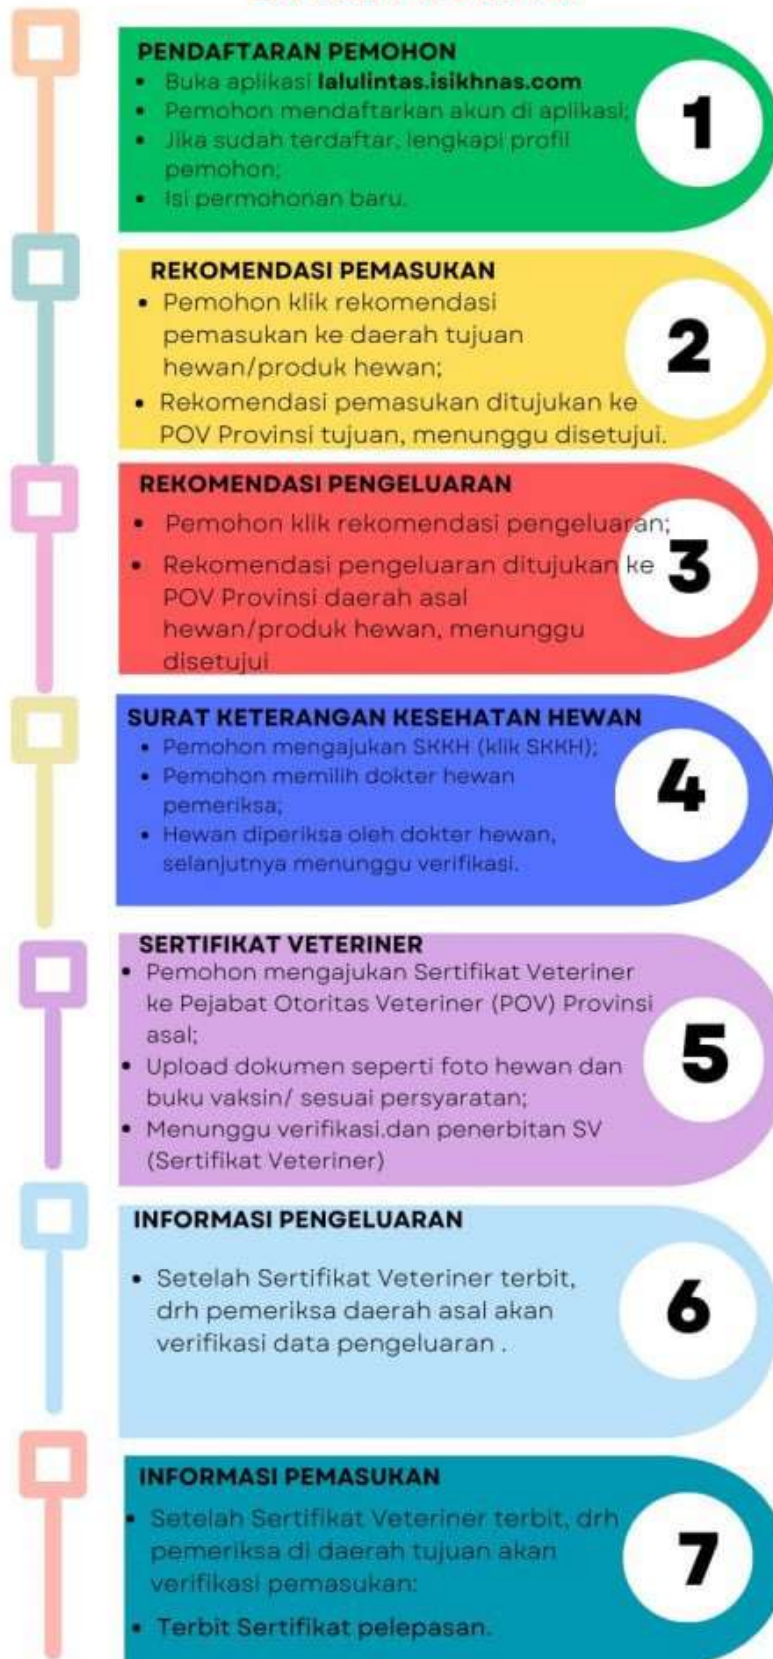 PENDAFTARAN PEMOHON
• Buka aplikasi lalulintas.isikhnas.com
• Pemohon mendaftarkan akun di aplikasi;
• Jika sudah terdaftar, lengkapi profil
pemohon;
• Isi permohonan baru.
1
REKOMENDASI PEMASUKAN
• Pemohon klik rekomendasi
pemasukan ke daerah tujuan
hewan/produk hewan;
• Rekomendasi pemasukan ditujukan ke
POV Provinsi tujuan, menunggu disetujui.
2
REKOMENDASI PENGELUARAN
• Pemohon klik rekomendasi pengeluaran;
• Rekomendasi pengeluaran ditujukan ke
POV Provinsi daerah asal
hewan/produk hewan, menunggu
disetujui
3
SURAT KETERANGAN KESEHATAN HEWAN
• Pemohon mengajukan SKKH (klik SKKH);
• Pemohon memilih dokter hewan
pemeriksa;
• Hewan diperiksa oleh dokter hewan,
selanjutnya menunggu verifikasi.
4
SERTIFIKAT VETERINER
• Pemohon mengajukan Sertifikat Veteriner
ke Pejabat Otoritas Veteriner (POV) Provinsi
asal;
• Upload dokumen seperti foto hewan dan
buku vaksin/ sesuai persyaratan;
• Menunggu verifikasi.dan penerbitan SV
(Sertifikat Veteriner)
5
INFORMASI PENGELUARAN
• Setelah Sertifikat Veteriner terbit,
drh pemeriksa daerah asal akan
verifikasi data pengeluaran .
6
INFORMASI PEMASUKAN
• Setelah Sertifikat Veteriner terbit, drh
pemeriksa di daerah tujuan akan
verifikasi pemasukan:
• Terbit Sertifikat pelepasan.
7